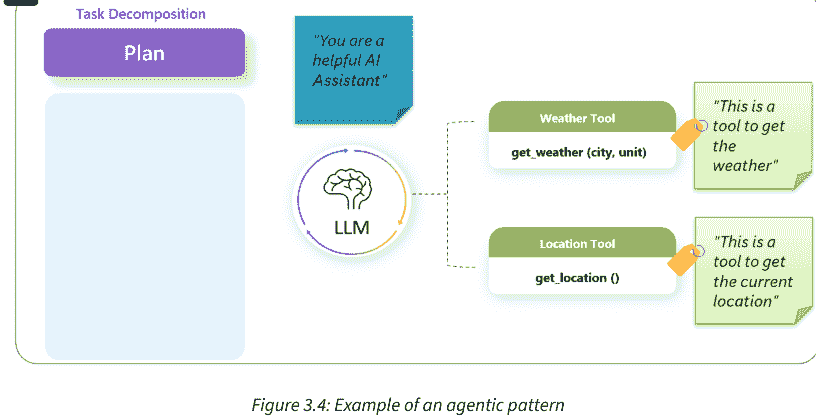 Task Decomposition
Plan
"You are a
helpful AI
Assistant"
LLM
Weather Tool
get_weather (city, unit)
"This is a
tool to get
the
weather"
Location Tool
get_location ()
"This is a
tool to get
the current
location"
Figure 3.4: Example of an agentic pattern